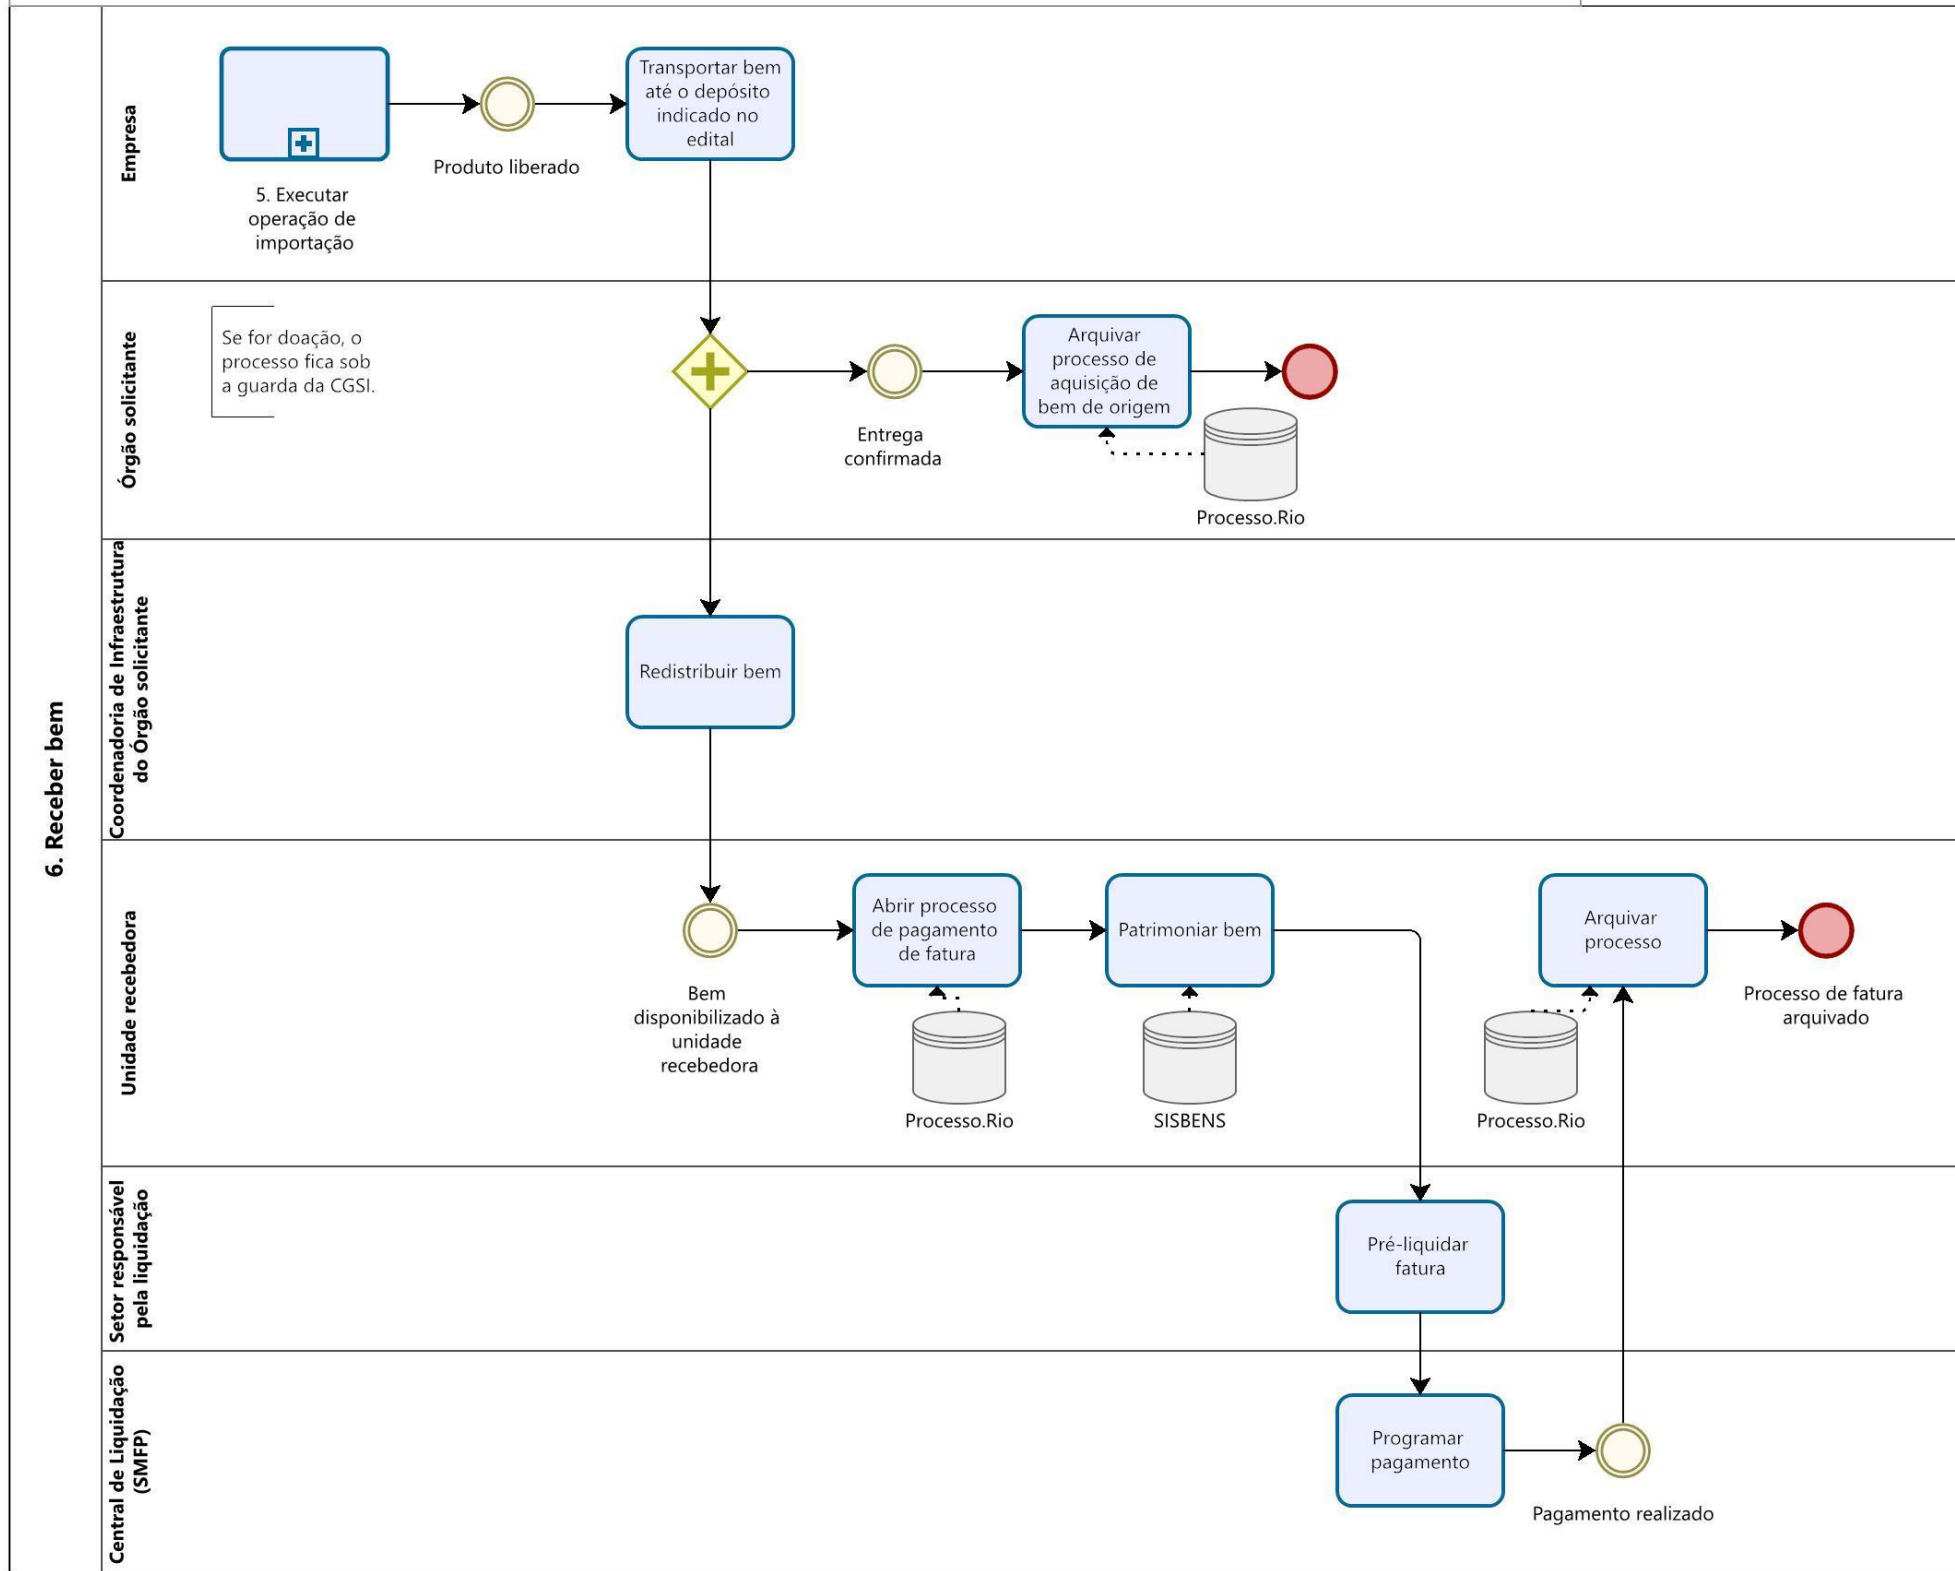 6. Receber bem
Empresa
5. Executar
operação de
importação
Produto liberado
Transportar bem
até o depósito
indicado no
edital
Órgão solicitante
Se for doação, o
processo fica sob
a guarda da CGSI.
Entrega
confirmada
Arquivar
processo de
aquisição de
bem de origem
Processo.Rio
Coordenadoria de Infraestrutura
do Órgão solicitante
Redistribuir bem
Unidade recebedora
Bem
disponibilizado à
unidade
recebedora
Abrir processo
de pagamento
de fatura
Processo.Rio
Patrimoniar bem
SISBENS
Arquivar
processo
Processo.Rio
Processo de fatura
arquivado
Setor responsável
pela liquidação
Pré-liquidar
fatura
Central de Liquidação
(SMFP)
Programar
pagamento
Pagamento realizado